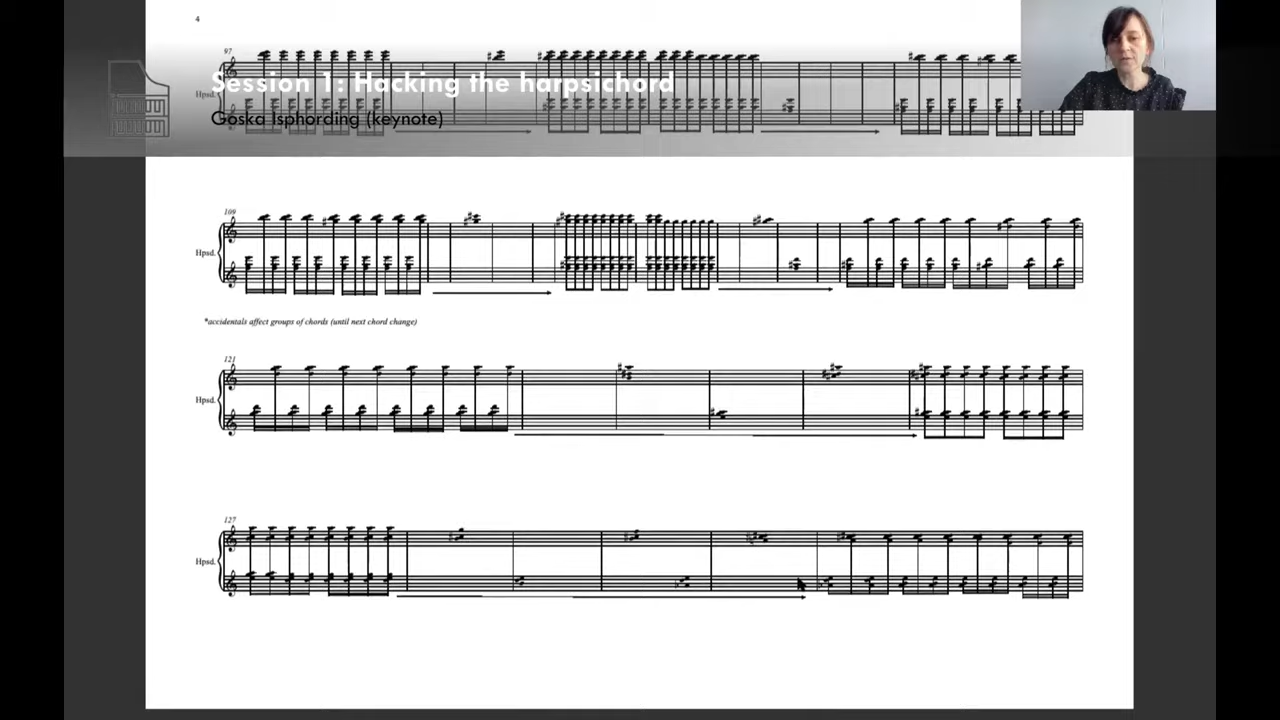 4
97
Session 1: Hacking the harpsichord
Hpsd.
Goska Isphording (keynote)
109
Hpsd.
*accidentals affect groups of chords (until next chord change)
121
Hpsd.
127
Hpsd.